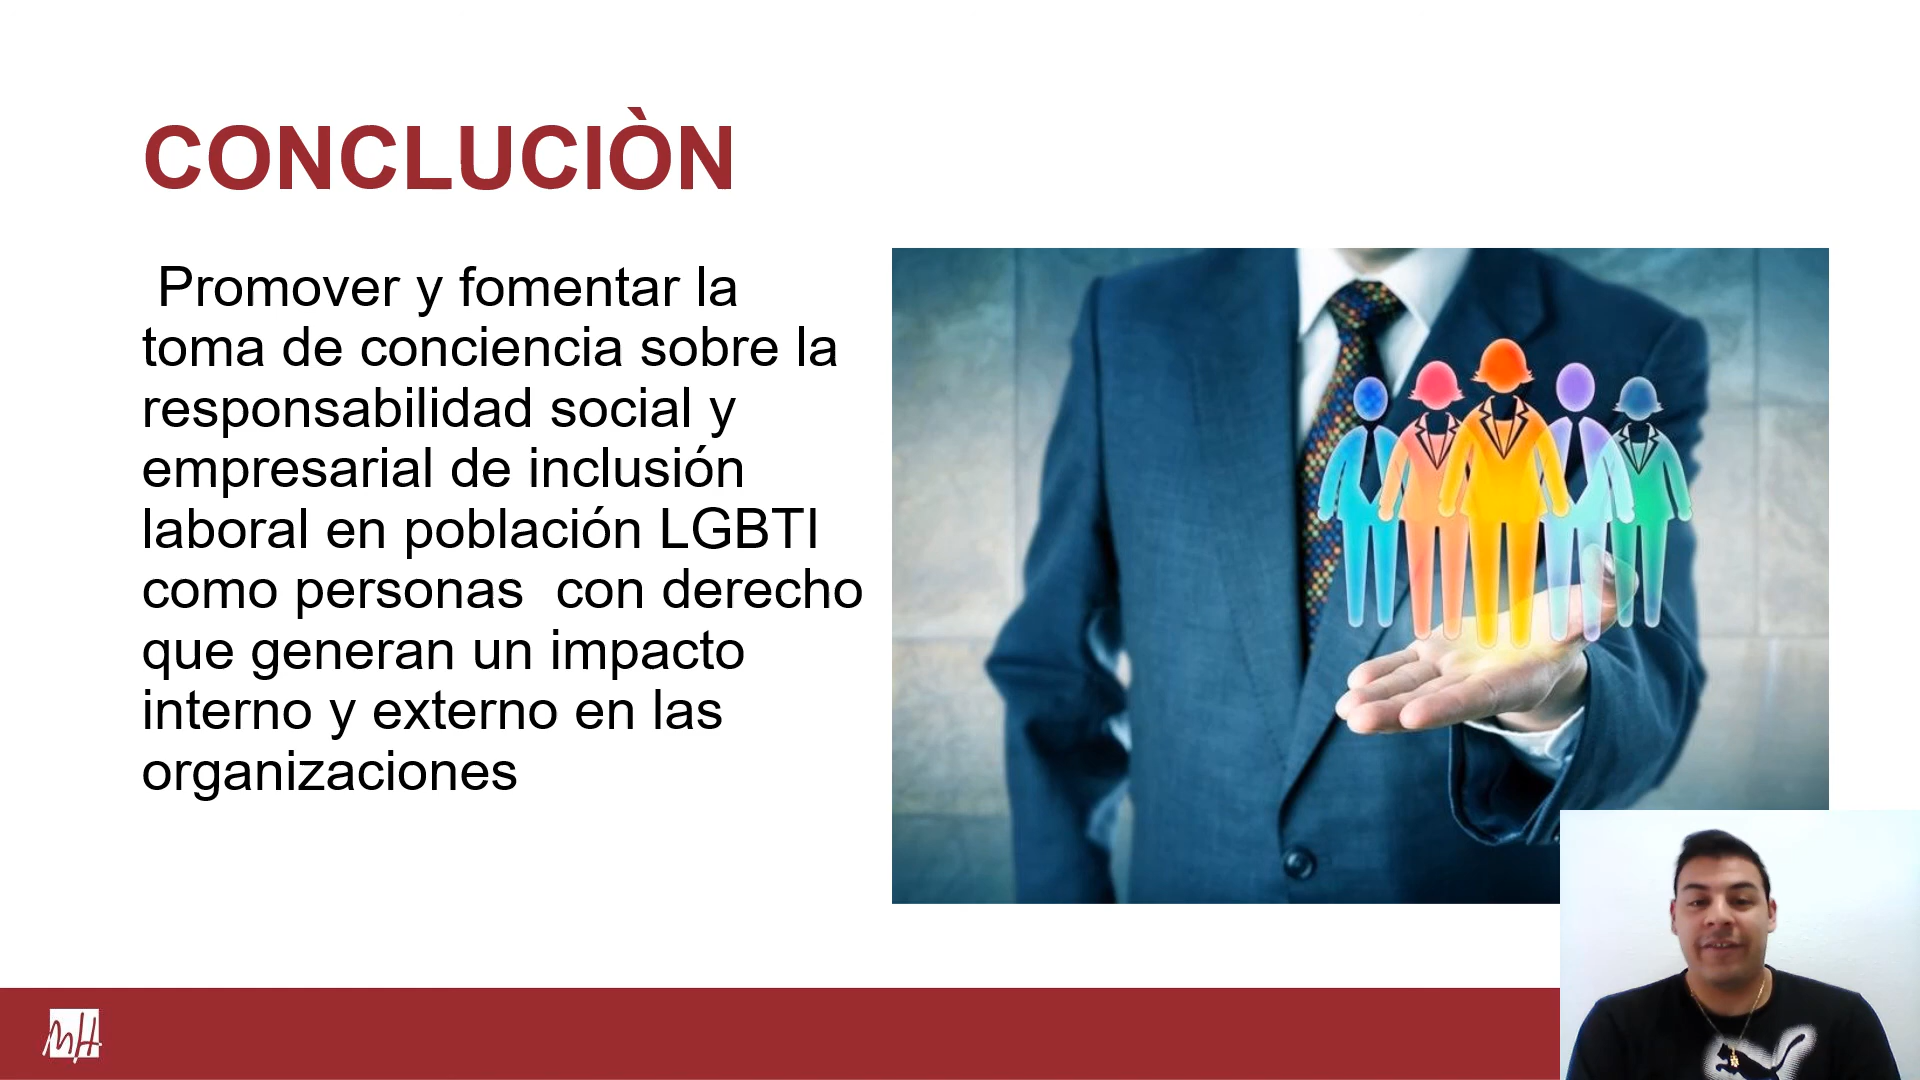 CONCLUCIÒN
Promover y fomentar la
toma de conciencia sobre la
responsabilidad social y
empresarial de inclusión
laboral en población LGBTI
como personas  con derecho
que generan un impacto
interno y externo en las
organizaciones
MH